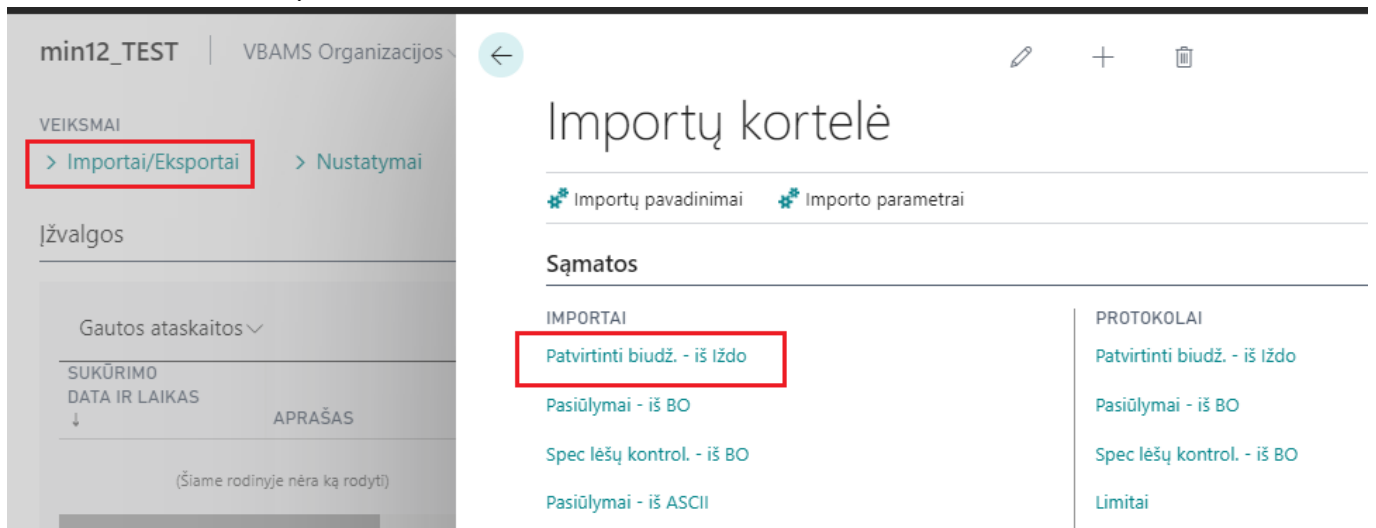 min12_TEST
VBAMS Organizacijos
VEIKSMAI
> Importai/Eksportai
> Nustatymai
Įžvalgos
Gautos ataskaitos
SUKŪRIMO
DATA IR LAIKAS
↓
APRAŠAS
(Šiame rodinyje nėra ką rodyti)
Importų kortelė
Importų pavadinimai
Importo parametrai
Sąmatos
IMPORTAI
Patvirtinti biudž. - iš Iždo
Pasiūlymai - iš BO
Spec lėšų kontrol. - iš BO
Pasiūlymai - iš ASCII
PROTOKOLAI
Patvirtinti biudž. - iš Iždo
Pasiūlymai - iš BO
Spec lėšų kontrol. - iš BO
Limitai